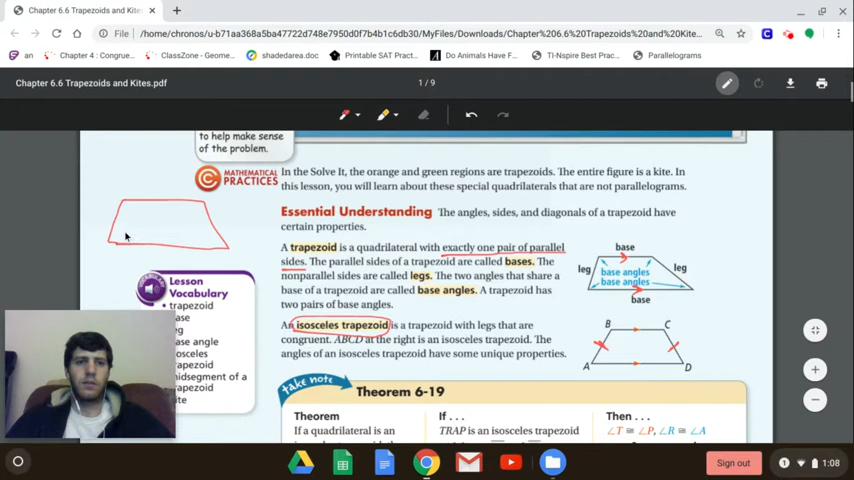 Chapter 6.6 Trapezoids and Kites
File
/home/chronos/u-b71aa368a5ba47722d748e7950d0f7b4b1c6db30/MyFiles/Downloads/Chapter%206.6%20Trapezoids%20and%20Kite...
an
Chapter 4 : Congrue...
ClassZone - Geome...
shadedarea.doc
Printable SAT Pract...
Do Animals Have F...
TI-Nspire Best Prac...
Parallelograms
Chapter 6.6 Trapezoids and Kites.pdf
1 / 9
to help make sense
of the problem.
MATHEMATICAL
PRACTICES
In the Solve It, the orange and green regions are trapezoids. The entire figure is a kite. In
this lesson, you will learn about these special quadrilaterals that are not parallelograms.
Essential Understanding The angles, sides, and diagonals of a trapezoid have
certain properties.
A trapezoid is a quadrilateral with exactly one pair of parallel
sides. The parallel sides of a trapezoid are called bases. The
nonparallel sides are called legs. The two angles that share a
base of a trapezoid are called base angles. A trapezoid has
two pairs of base angles.
base
leg
leg
base angles
base angles
base
An isosceles trapezoid is a trapezoid with legs that are
congruent. ABCD at the right is an isosceles trapezoid. The
angles of an isosceles trapezoid have some unique properties.
B
C
A
D
Lesson
Vocabulary
• trapezoid
midsegment of a
take note
Theorem 6-19
Theorem
If a quadrilateral is an
If . . .
TRAP is an isosceles trapezoid
Then . . .
∠T ≅ ∠P, ∠R ≅ ∠A
Sign out
1
1:08